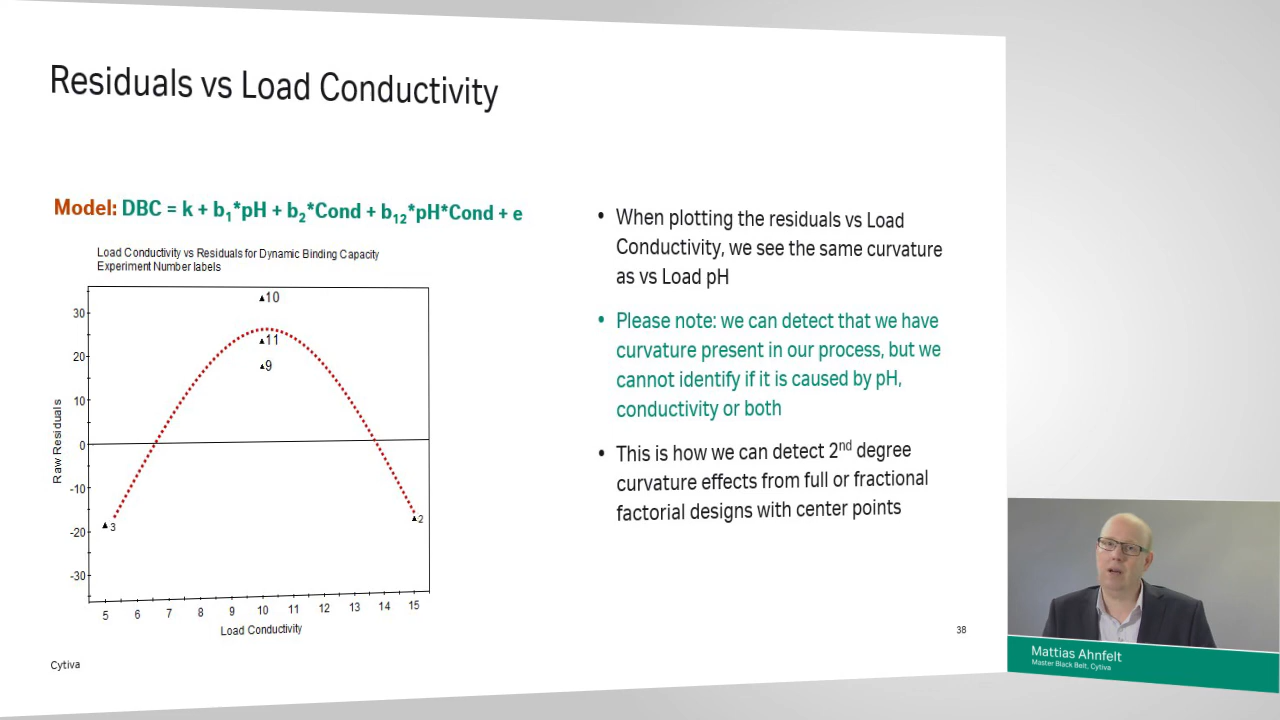 Residuals vs Load Conductivity
Model: DBC = k + b₁*pH + b₂*Cond + b₁₂*pH*Cond + e
Load Conductivity vs Residuals for Dynamic Binding Capacity
Experiment Number labels
Raw Residuals
30
20
10
0
-10
-20
-30
10
11
9
3
2
5 6 7 8 9 10 11 12 13 14 15
Load Conductivity
• When plotting the residuals vs Load
Conductivity, we see the same curvature
as vs Load pH
• Please note: we can detect that we have
curvature present in our process, but we
cannot identify if it is caused by pH,
conductivity or both
• This is how we can detect 2nd degree
curvature effects from full or fractional
factorial designs with center points
38
Cytiva
Mattias Ahnfelt
Master Black Belt, Cytiva